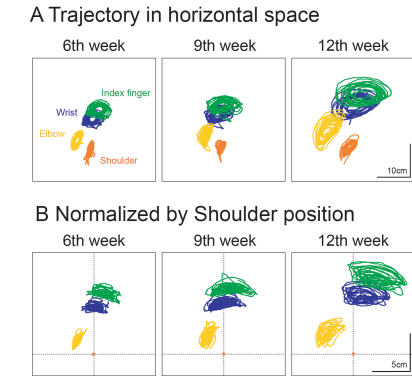 A Trajectory in horizontal space
6th week 9th week 12th week
Index finger
Wrist
Elbow
Shoulder
10cm
B Normalized by Shoulder position
6th week 9th week 12th week
5cm